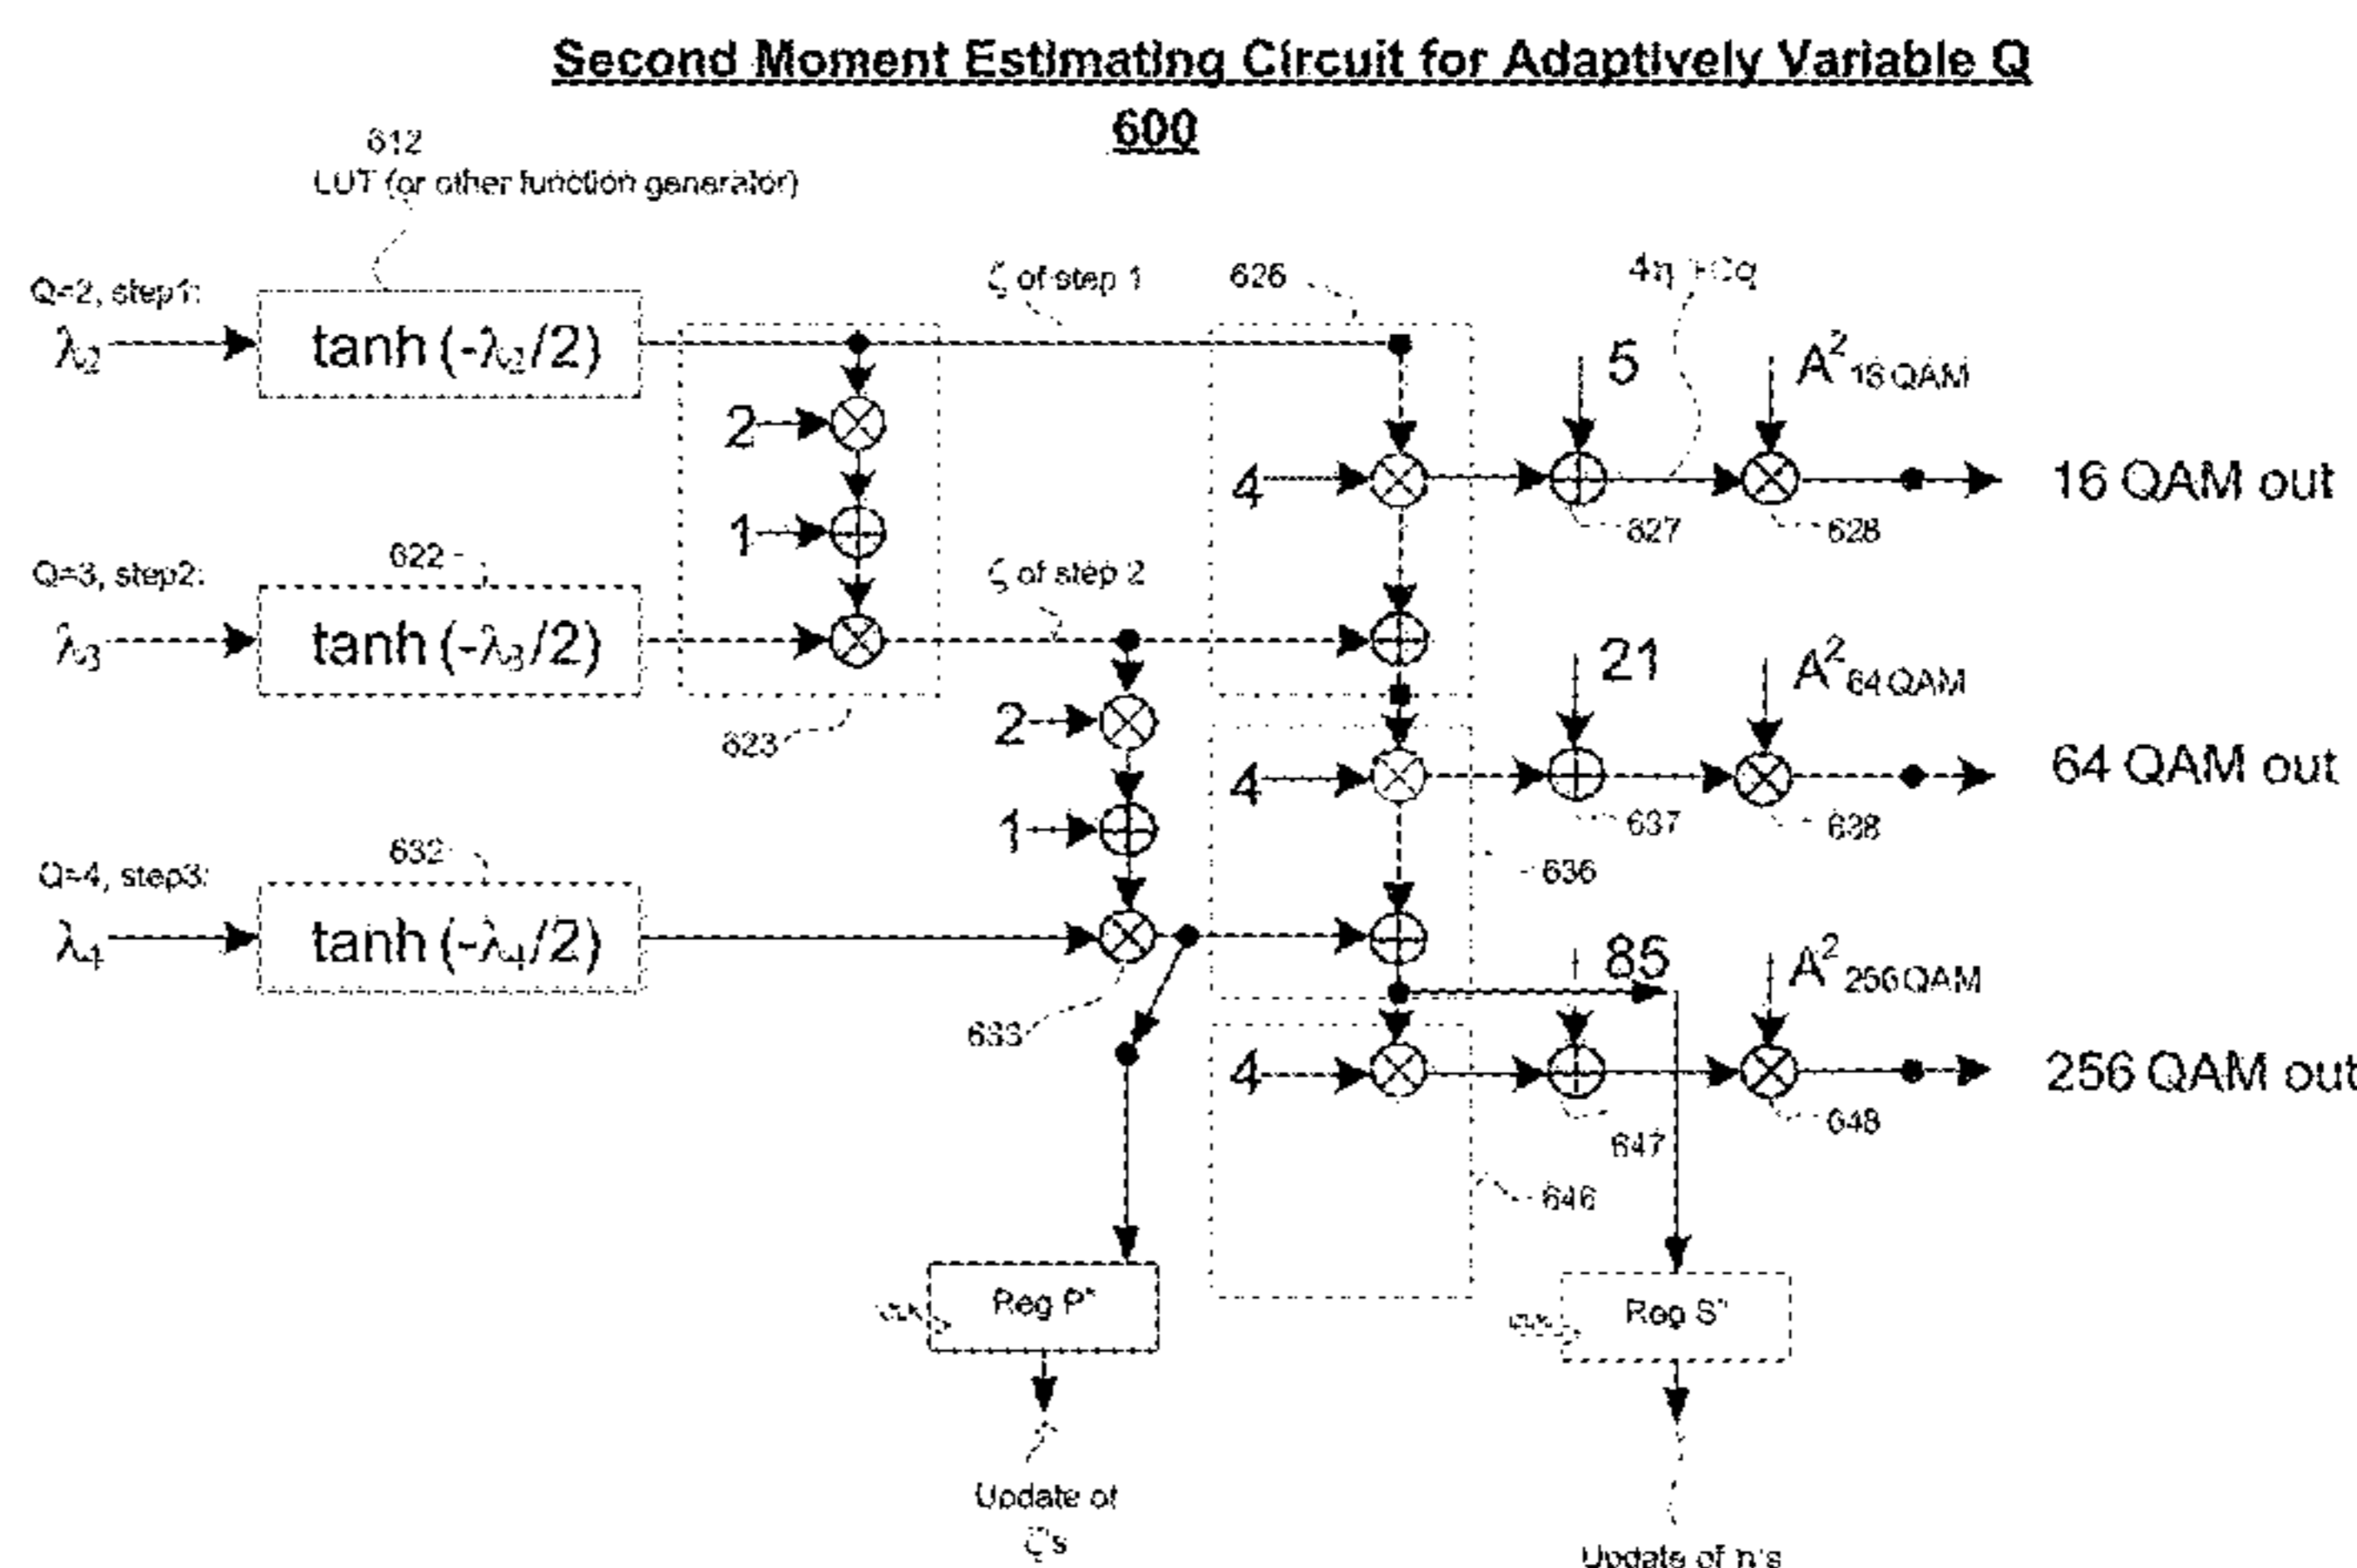 Second Moment Estimating Circuit for Adaptively Variable Q
600
612
LUT (or other function generator)
Q=2, step1:
λ2
tanh (-λ2/2)
ζ of step 1
626
5
A² 16 QAM
2
4
1
16 QAM out
627
628
Q=3, step2:
622
λ3
tanh (-λ3/2)
ζ of step 2
21
A² 64 QAM
623
2
4
1
64 QAM out
637
638
636
Q=4, step3:
632
λ4
tanh (-λ4/2)
85
A² 256 QAM
633
4
256 QAM out
647
648
646
Reg P"
Reg S"
Update of
ζ's
Update of η's